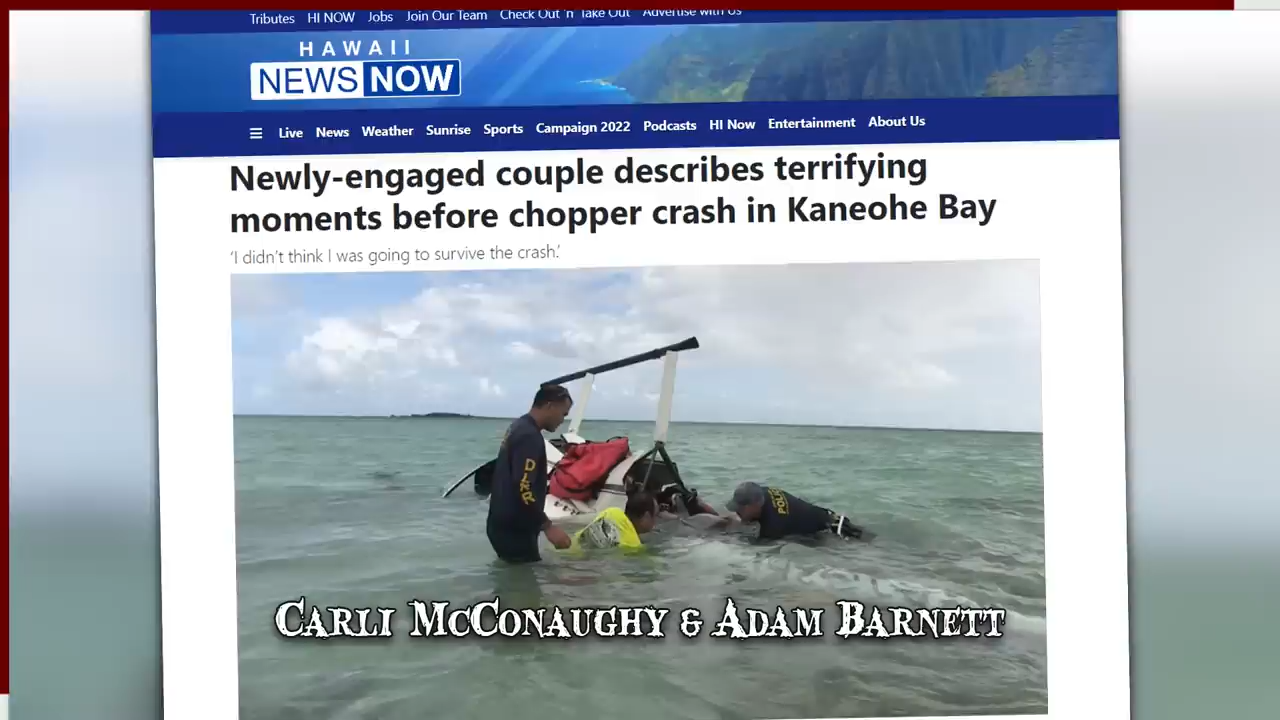 Tributes HI NOW Jobs Join Our Team Check Out 'n' Take Out Advertise with Us
HAWAII
NEWS NOW
Live News Weather Sunrise Sports Campaign 2022 Podcasts HI Now Entertainment About Us
Newly-engaged couple describes terrifying
moments before chopper crash in Kaneohe Bay
‘I didn’t think I was going to survive the crash.’
DLNR
POLICE
CARLI MCCONAUGHY & ADAM BARNETT